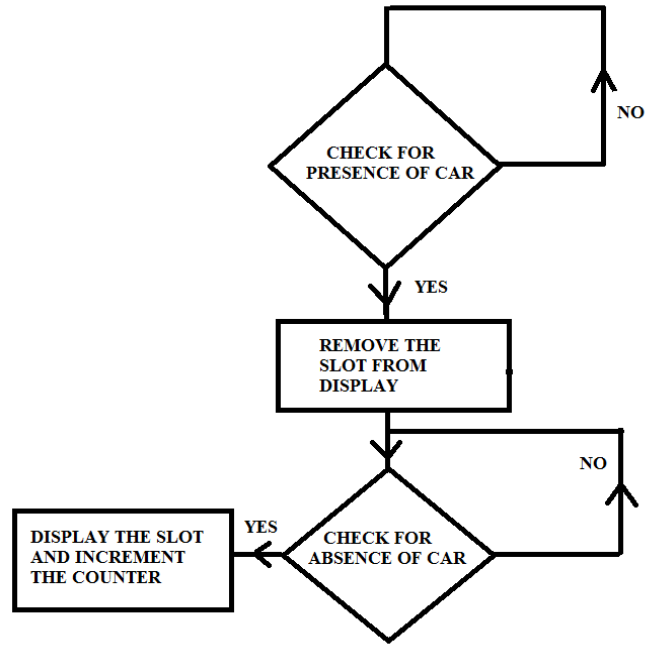 NO
CHECK FOR
PRESENCE OF CAR
YES
REMOVE THE
SLOT FROM
DISPLAY
NO
YES
CHECK FOR
ABSENCE OF CAR
DISPLAY THE SLOT
AND INCREMENT
THE COUNTER